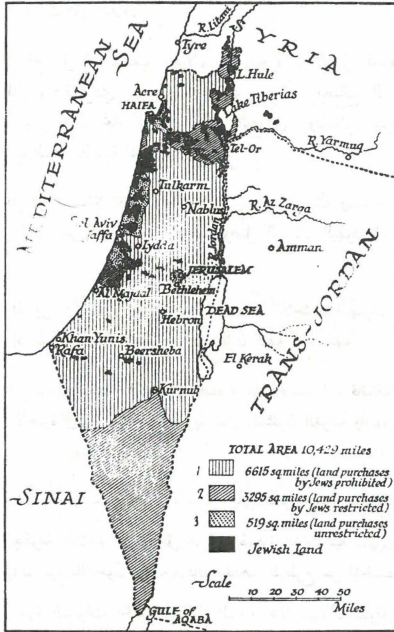 R. Litani
Tyre
SYRIA
MEDITERRANEAN SEA
L. Hule
Acre
HAIFA
Lake Tiberias
Tel-Or
R. Yarmuq
Tulkarm
Nablus
R. Az Zarqa
Tel Aviv
Jaffa
Lydda
R. Jordan
Amman
JERUSALEM
Al Majdal
Bethlehem
DEAD SEA
TRANS-JORDAN
Hebron
Khan Yunis
Rafa
Beersheba
El Kerak
Kurnub
TOTAL AREA 10,429 miles
1 6615 sq.miles (land purchases
by Jews prohibited)
2 3295 sq.miles (land purchases
by Jews restricted)
3 519 sq.miles (land purchases
unrestricted)
Jewish Land
SINAI
Scale
0 10 20 30 40 50
Miles
GULF of
AQABA